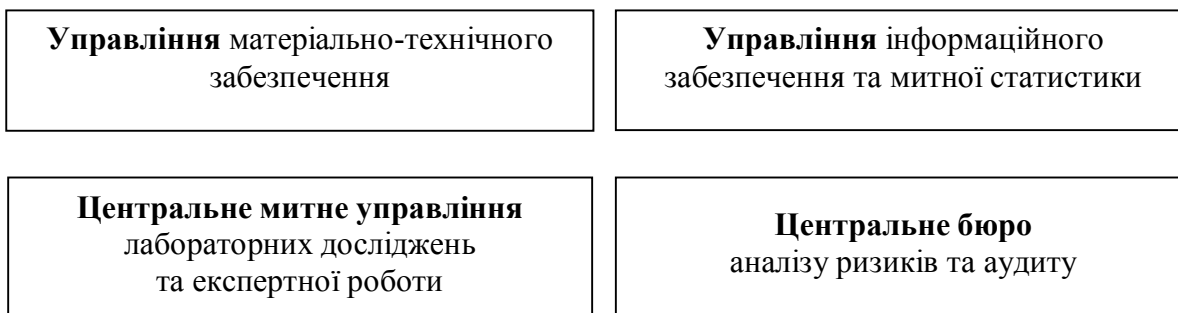 Управління матеріально-технічного
забезпечення
Управління інформаційного
забезпечення та митної статистики
Центральне митне управління
лабораторних досліджень
та експертної роботи
Центральне бюро
аналізу ризиків та аудиту